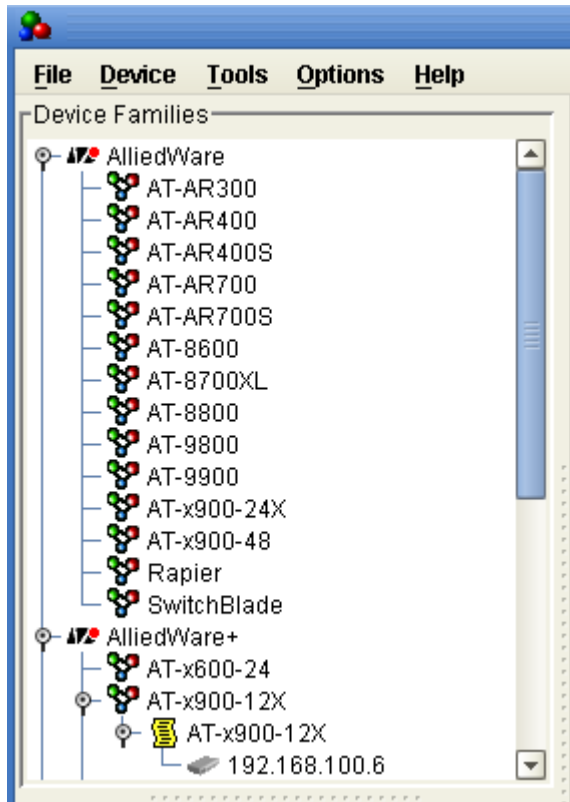 File Device Tools Options Help
Device Families
AlliedWare
AT-AR300
AT-AR400
AT-AR400S
AT-AR700
AT-AR700S
AT-8600
AT-8700XL
AT-8800
AT-9800
AT-9900
AT-x900-24X
AT-x900-48
Rapier
SwitchBlade
AlliedWare+
AT-x600-24
AT-x900-12X
AT-x900-12X
192.168.100.6